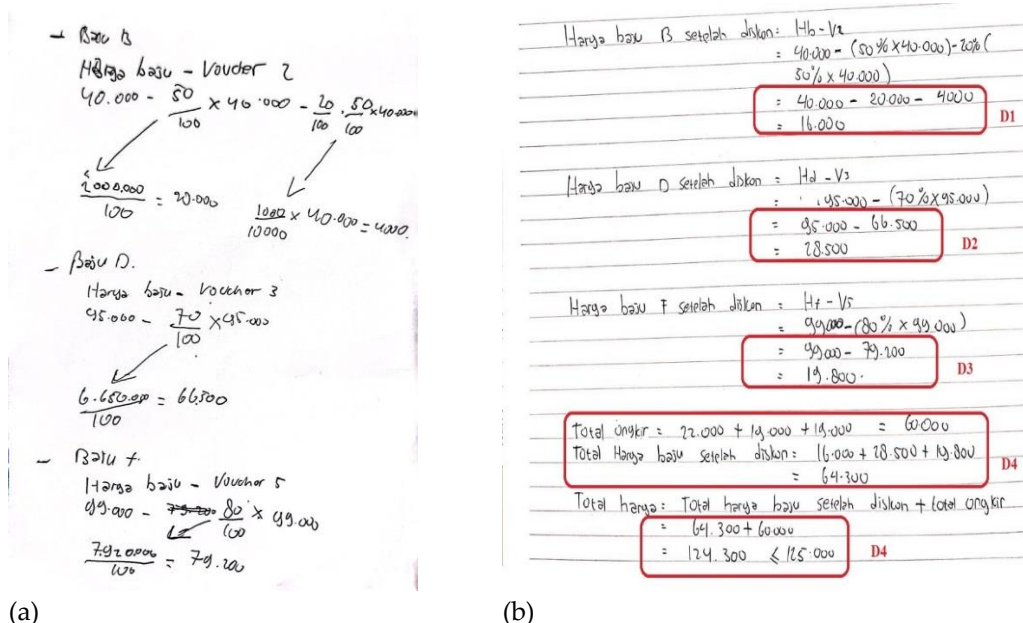 → Baju B
Harga baju - Voucher 2
40.000 - 50/100 x 40.000 - 20/100 . 50/100 x 40.000
2000.000/100 = 20.000
1000/10000 x 40.000 = 4000.
- Baju D.
Harga baju - Voucher 3
95.000 - 70/100 x 95.000
6.650.000/100 = 66.500
- Baju f.
Harga baju - Voucher 5
99.000 - 80/100 x 99.000
7.920.000/100 = 79.200
(a)
Harga baju B setelah diskon = Hb - V2
= 40.000 - (50% x 40.000) - 20% (
50% x 40.000)
= 40.000 - 20.000 - 4000
= 16.000
D1
Harga baju D setelah diskon = Hd - V3
= 95.000 - (70% x 95.000)
= 95.000 - 66.500
= 28.500
D2
Harga baju F setelah diskon = Hf - V5
= 99.000 - (80% x 99.000)
= 99.000 - 79.200
= 19.800.
D3
Total ongkir = 22.000 + 19.000 + 19.000 = 60.000
Total Harga baju setelah diskon = 16.000 + 28.500 + 19.800
= 64.300
D4
Total harga = Total harga baju setelah diskon + total ongkir
= 64.300 + 60.000
= 124.300 ≤ 125.000
D4
(b)